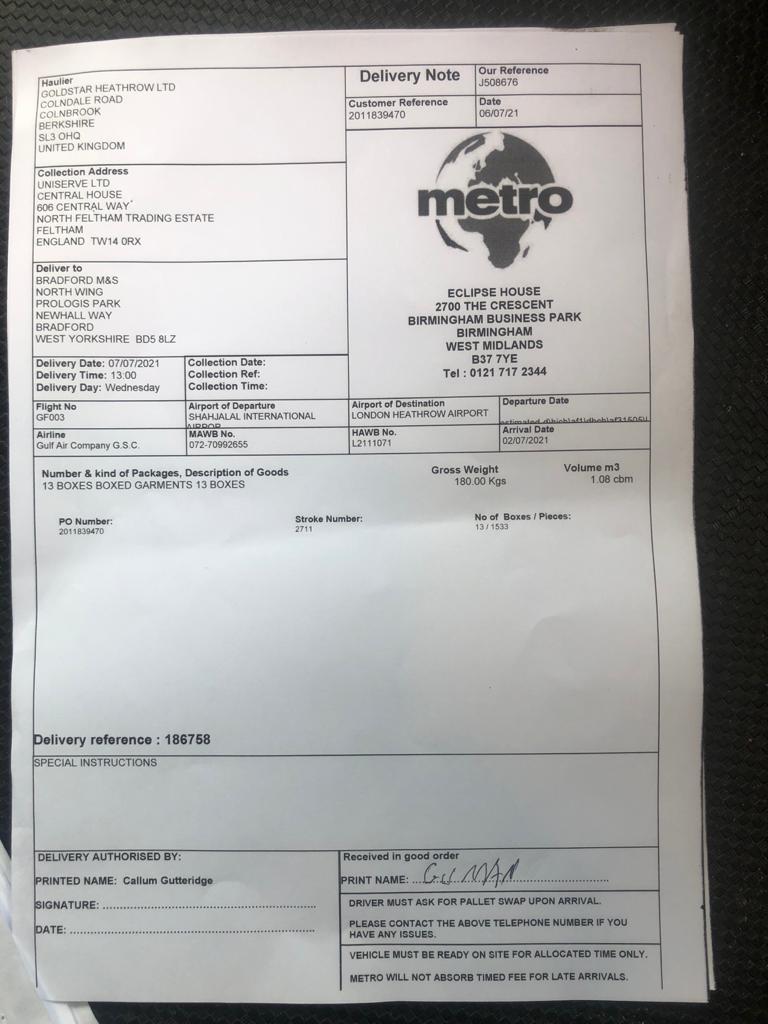 Haulier
GOLDSTAR HEATHROW LTD
COLNDALE ROAD
COLNBROOK
BERKSHIRE
SL3 OHQ
UNITED KINGDOM
Delivery Note
Our Reference
J508676
Customer Reference
2011839470
Date
06/07/21
Collection Address
UNISERVE LTD
CENTRAL HOUSE
606 CENTRAL WAY
NORTH FELTHAM TRADING ESTATE
FELTHAM
ENGLAND TW14 0RX
metro
ECLIPSE HOUSE
2700 THE CRESCENT
BIRMINGHAM BUSINESS PARK
BIRMINGHAM
WEST MIDLANDS
B37 7YE
Tel : 0121 717 2344
Deliver to
BRADFORD M&S
NORTH WING
PROLOGIS PARK
NEWHALL WAY
BRADFORD
WEST YORKSHIRE BD5 8LZ
Delivery Date: 07/07/2021
Delivery Time: 13:00
Delivery Day: Wednesday
Collection Date:
Collection Ref:
Collection Time:
Flight No
GF003
Airport of Departure
SHAHJALAL INTERNATIONAL
Airport of Destination
LONDON HEATHROW AIRPORT
Departure Date
Airline
Gulf Air Company G.S.C.
MAWB No.
072-70992655
HAWB No.
L2111071
Arrival Date
02/07/2021
Number & kind of Packages, Description of Goods
13 BOXES BOXED GARMENTS 13 BOXES
Gross Weight
180.00 Kgs
Volume m3
1.08 cbm
PO Number:
2011839470
Stroke Number:
2711
No of Boxes / Pieces:
13 / 1533
Delivery reference : 186758
SPECIAL INSTRUCTIONS
DELIVERY AUTHORISED BY:
PRINTED NAME: Callum Gutteridge
SIGNATURE:
DATE:
Received in good order
PRINT NAME:
DRIVER MUST ASK FOR PALLET SWAP UPON ARRIVAL.
PLEASE CONTACT THE ABOVE TELEPHONE NUMBER IF YOU
HAVE ANY ISSUES.
VEHICLE MUST BE READY ON SITE FOR ALLOCATED TIME ONLY.
METRO WILL NOT ABSORB TIMED FEE FOR LATE ARRIVALS.